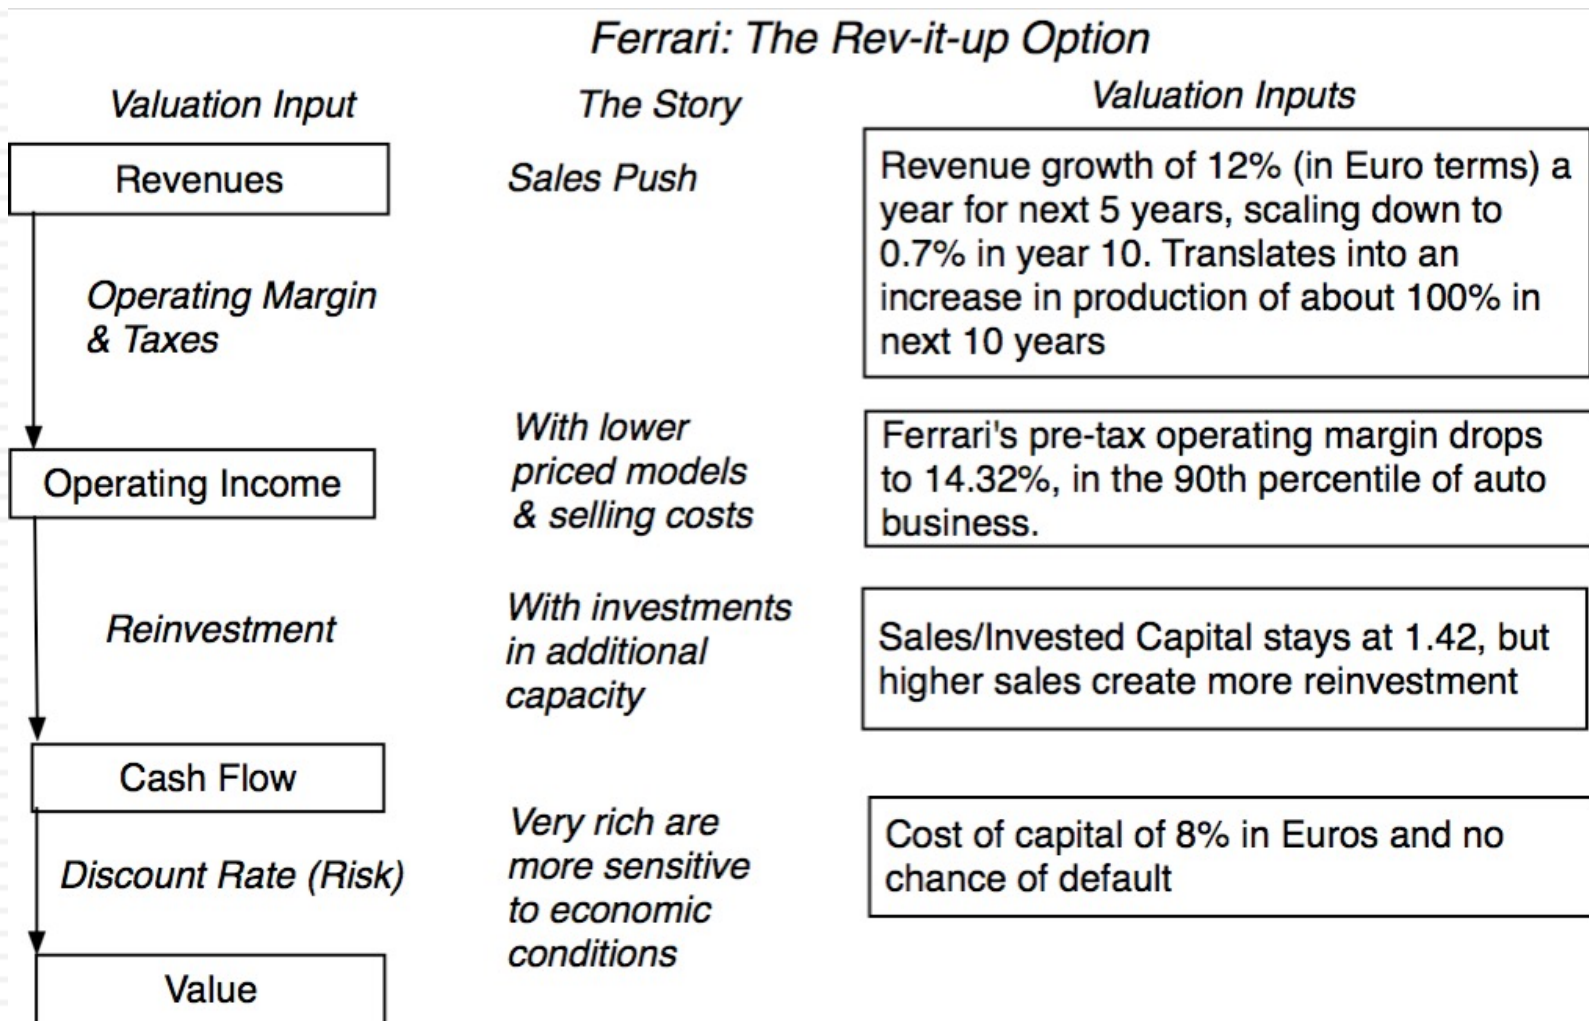 Ferrari: The Rev-it-up Option
Valuation Input
The Story
Valuation Inputs
Revenues
Sales Push
Revenue growth of 12% (in Euro terms) a
year for next 5 years, scaling down to
0.7% in year 10. Translates into an
increase in production of about 100% in
next 10 years
Operating Margin
& Taxes
Operating Income
With lower
priced models
& selling costs
Ferrari's pre-tax operating margin drops
to 14.32%, in the 90th percentile of auto
business.
Reinvestment
With investments
in additional
capacity
Sales/Invested Capital stays at 1.42, but
higher sales create more reinvestment
Cash Flow
Discount Rate (Risk)
Very rich are
more sensitive
to economic
conditions
Cost of capital of 8% in Euros and no
chance of default
Value